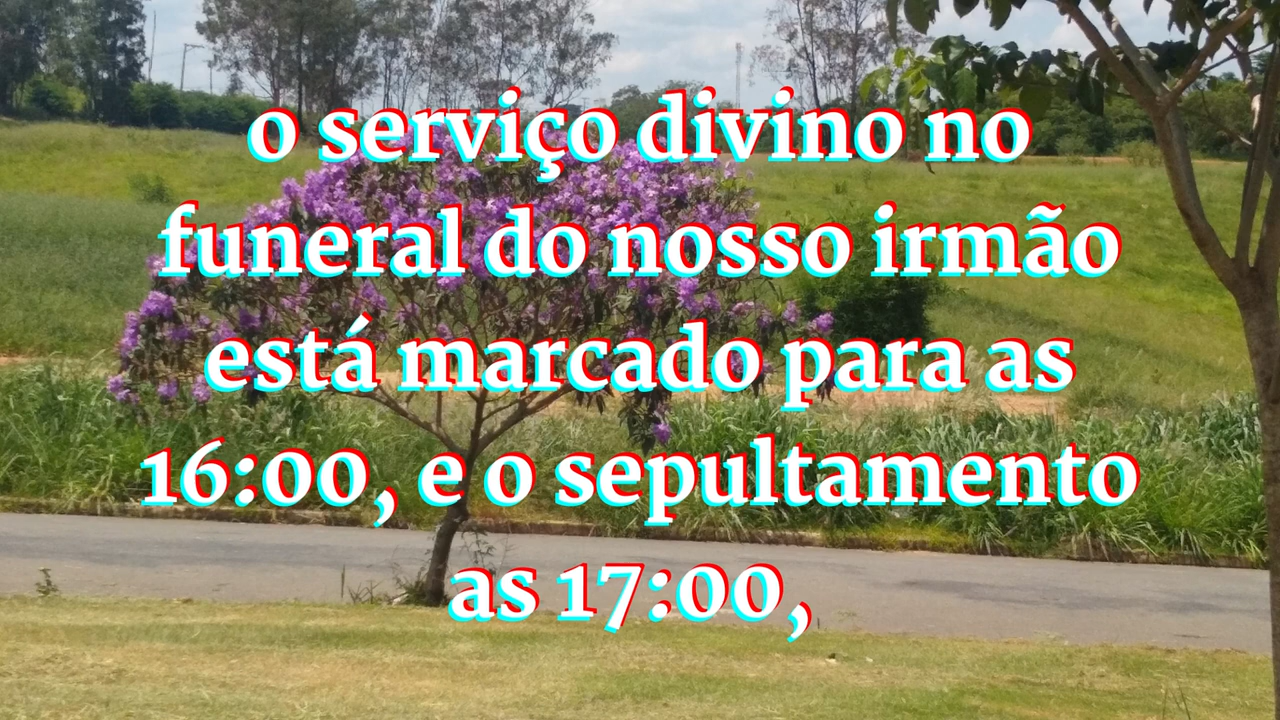 o serviço divino no
funeral do nosso irmão
está marcado para as
16:00, e o sepultamento
as 17:00,